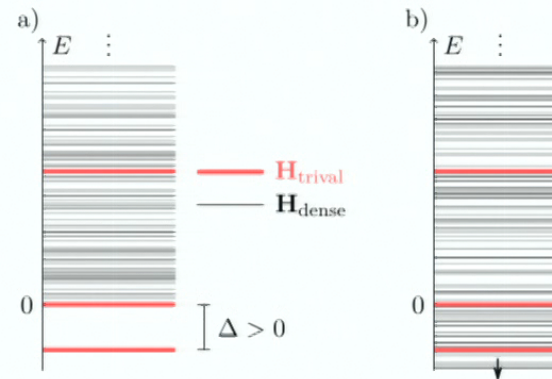 a)
E
⋮
H_trival
H_dense
0
Δ > 0
b)
E
⋮
0